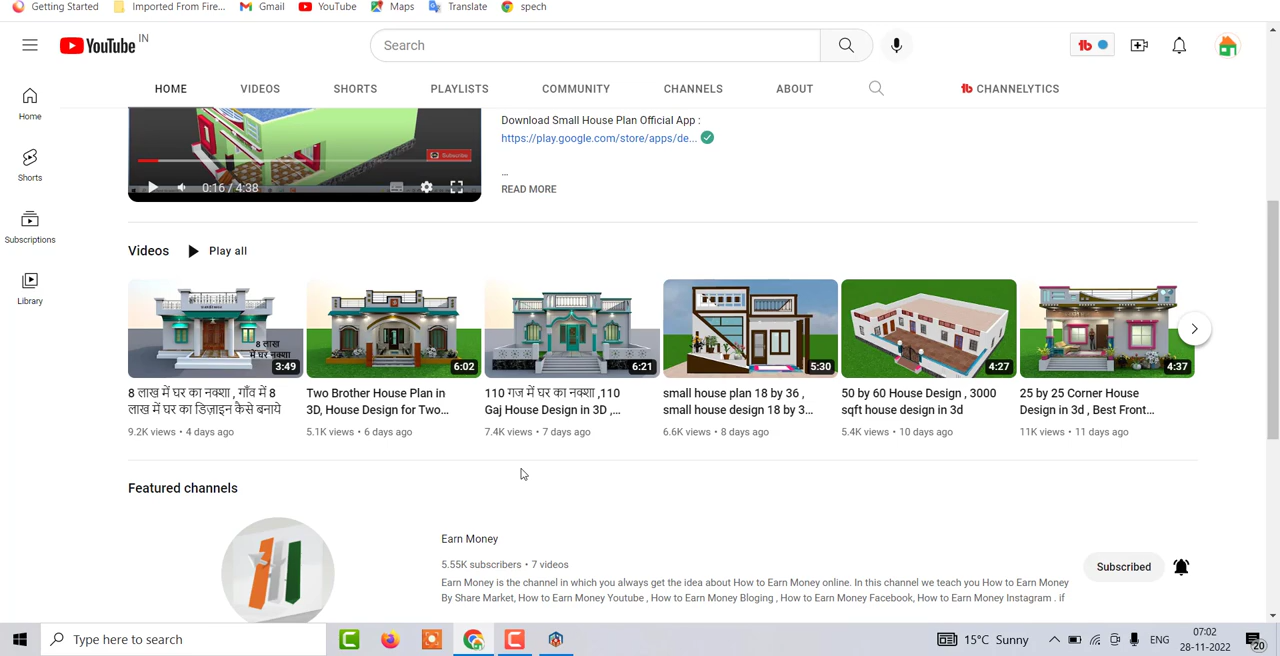 Getting Started Imported From Fire... Gmail YouTube Maps Translate spech
YouTube IN
Search
HOME VIDEOS SHORTS PLAYLISTS COMMUNITY CHANNELS ABOUT CHANNELYTICS
Home
Shorts
Subscriptions
Library
Download Small House Plan Official App :
https://play.google.com/store/apps/de...
...
READ MORE
Subscribe
0:16 / 4:38
Videos Play all
8 लाख
में घर नक्शा
3:49
6:02
6:21
5:30
4:27
4:37
8 लाख में घर का नक्शा , गाँव में 8
लाख में घर का डिज़ाइन कैसे बनाये
9.2K views • 4 days ago
Two Brother House Plan in
3D, House Design for Two...
5.1K views • 6 days ago
110 गज में घर का नक्शा ,110
Gaj House Design in 3D ,...
7.4K views • 7 days ago
small house plan 18 by 36 ,
small house design 18 by 3...
6.6K views • 8 days ago
50 by 60 House Design , 3000
sqft house design in 3d
5.4K views • 10 days ago
25 by 25 Corner House
Design in 3d , Best Front...
11K views • 11 days ago
Featured channels
Earn Money
5.55K subscribers • 7 videos
Earn Money is the channel in which you always get the idea about How to Earn Money online. In this channel we teach you How to Earn Money
By Share Market, How to Earn Money Youtube , How to Earn Money Bloging , How to Earn Money Facebook, How to Earn Money Instagram . if
Subscribed
Type here to search
15°C Sunny
ENG
07:02
28-11-2022
20